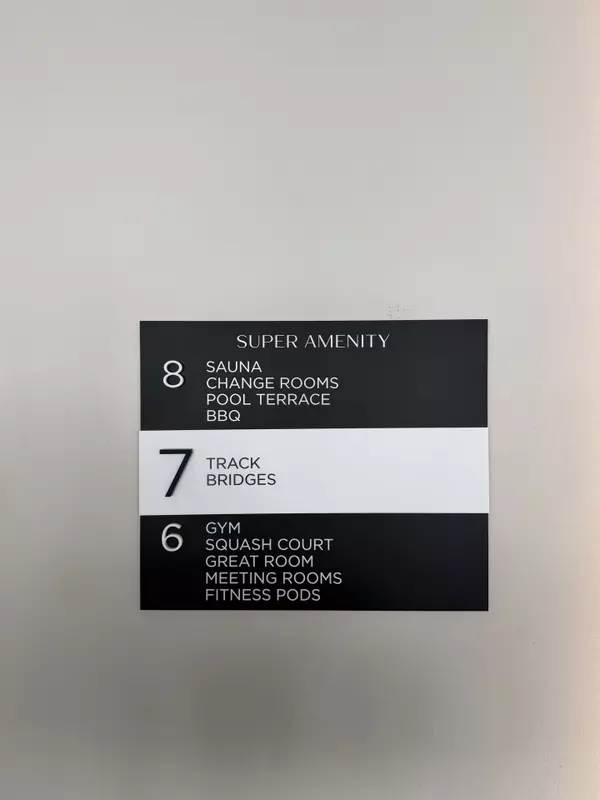 SUPER AMENITY
8
SAUNA
CHANGE ROOMS
POOL TERRACE
BBQ
7
TRACK
BRIDGES
6
GYM
SQUASH COURT
GREAT ROOM
MEETING ROOMS
FITNESS PODS